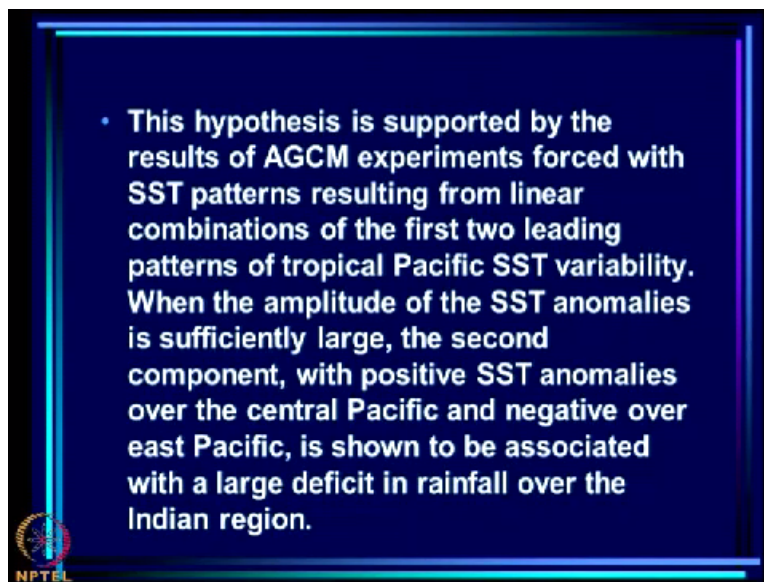 • This hypothesis is supported by the
results of AGCM experiments forced with
SST patterns resulting from linear
combinations of the first two leading
patterns of tropical Pacific SST variability.
When the amplitude of the SST anomalies
is sufficiently large, the second
component, with positive SST anomalies
over the central Pacific and negative over
east Pacific, is shown to be associated
with a large deficit in rainfall over the
Indian region.
NPTEL